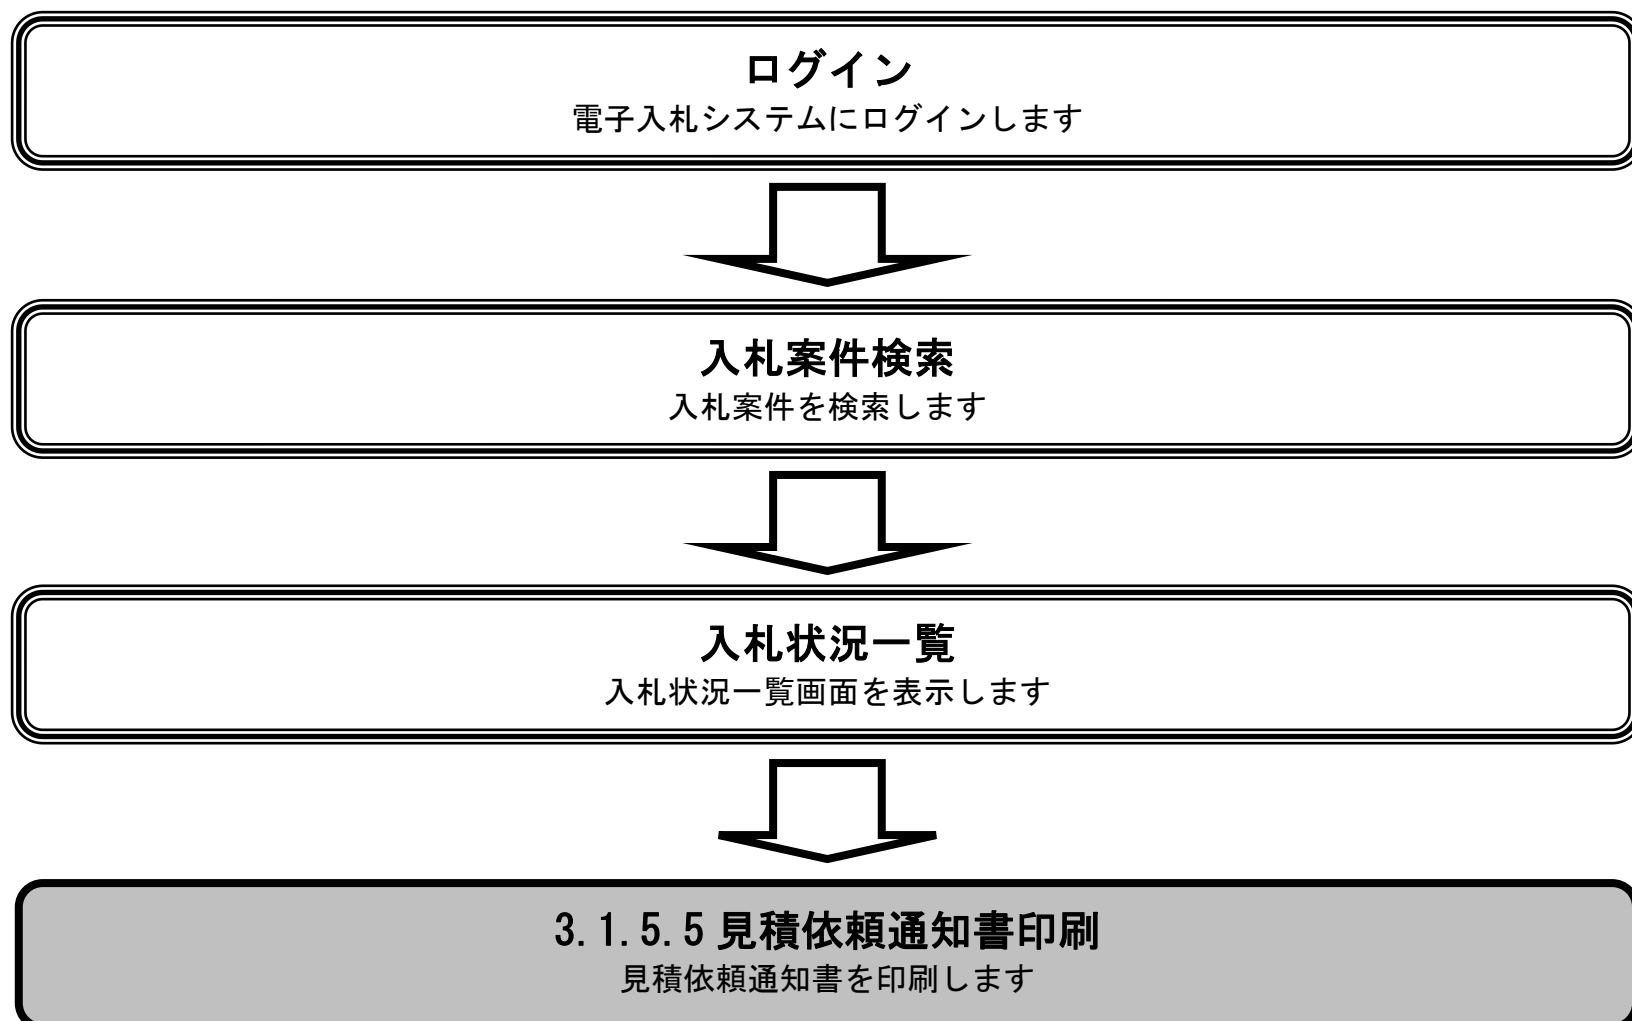 ログイン
電子入札システムにログインします
入札案件検索
入札案件を検索します
入札状況一覧
入札状況一覧画面を表示します
3.1.5.5 見積依頼通知書印刷
見積依頼通知書を印刷します